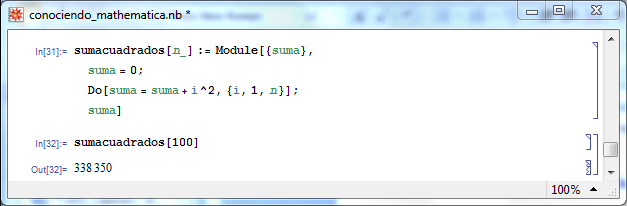 conociendo_mathematica.nb *
In[31]:= sumacuadrados[n_] := Module[{suma},
suma = 0;
Do[suma = suma + i^2, {i, 1, n}];
suma]
In[32]:= sumacuadrados[100]
Out[32]= 338 350
100%